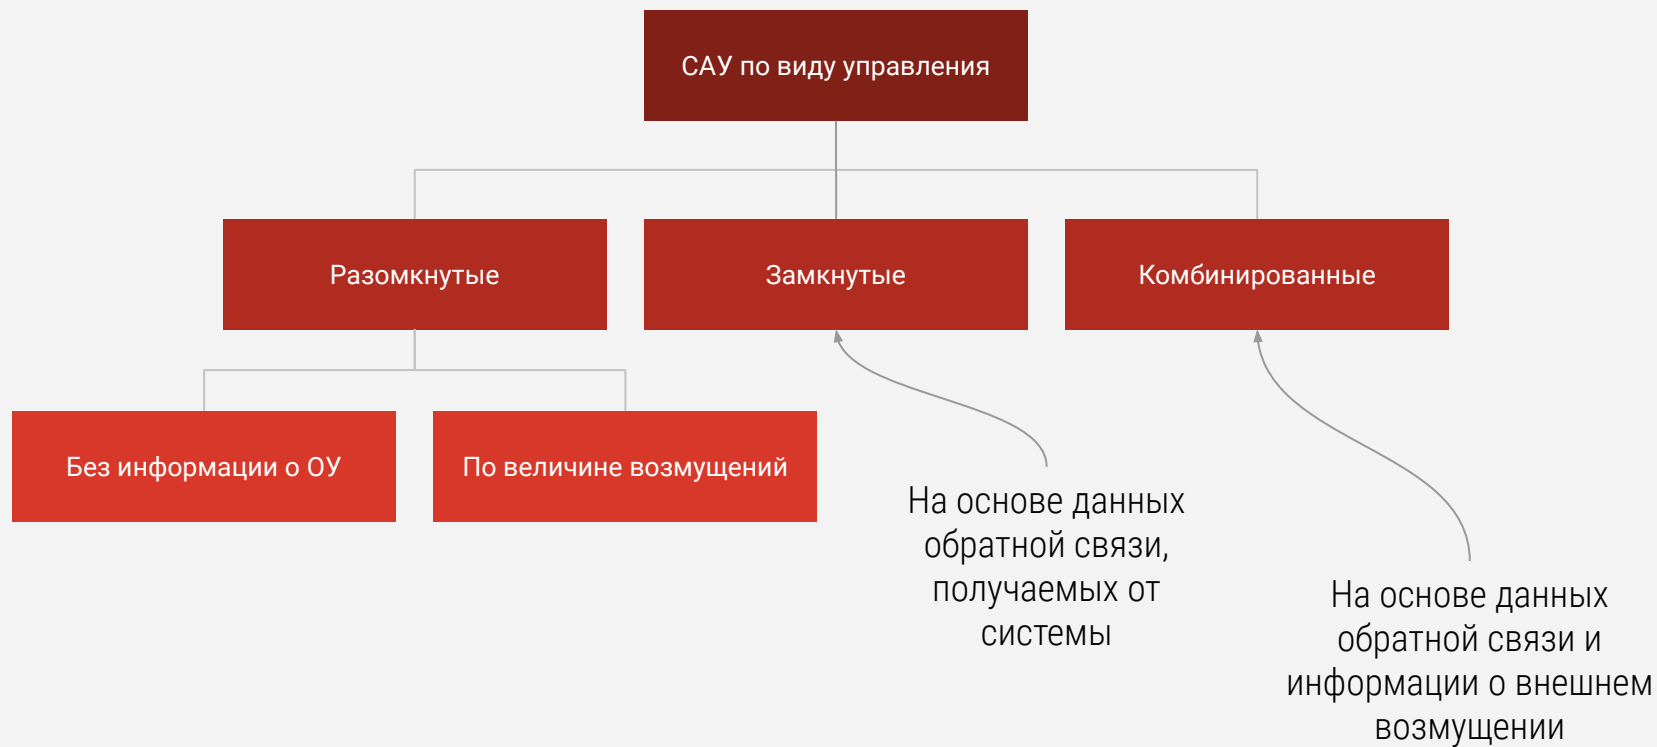 САУ по виду управления
Разомкнутые
Замкнутые
Комбинированные
Без информации о ОУ
По величине возмущений
На основе данных
обратной связи,
получаемых от
системы
На основе данных
обратной связи и
информации о внешнем
возмущении